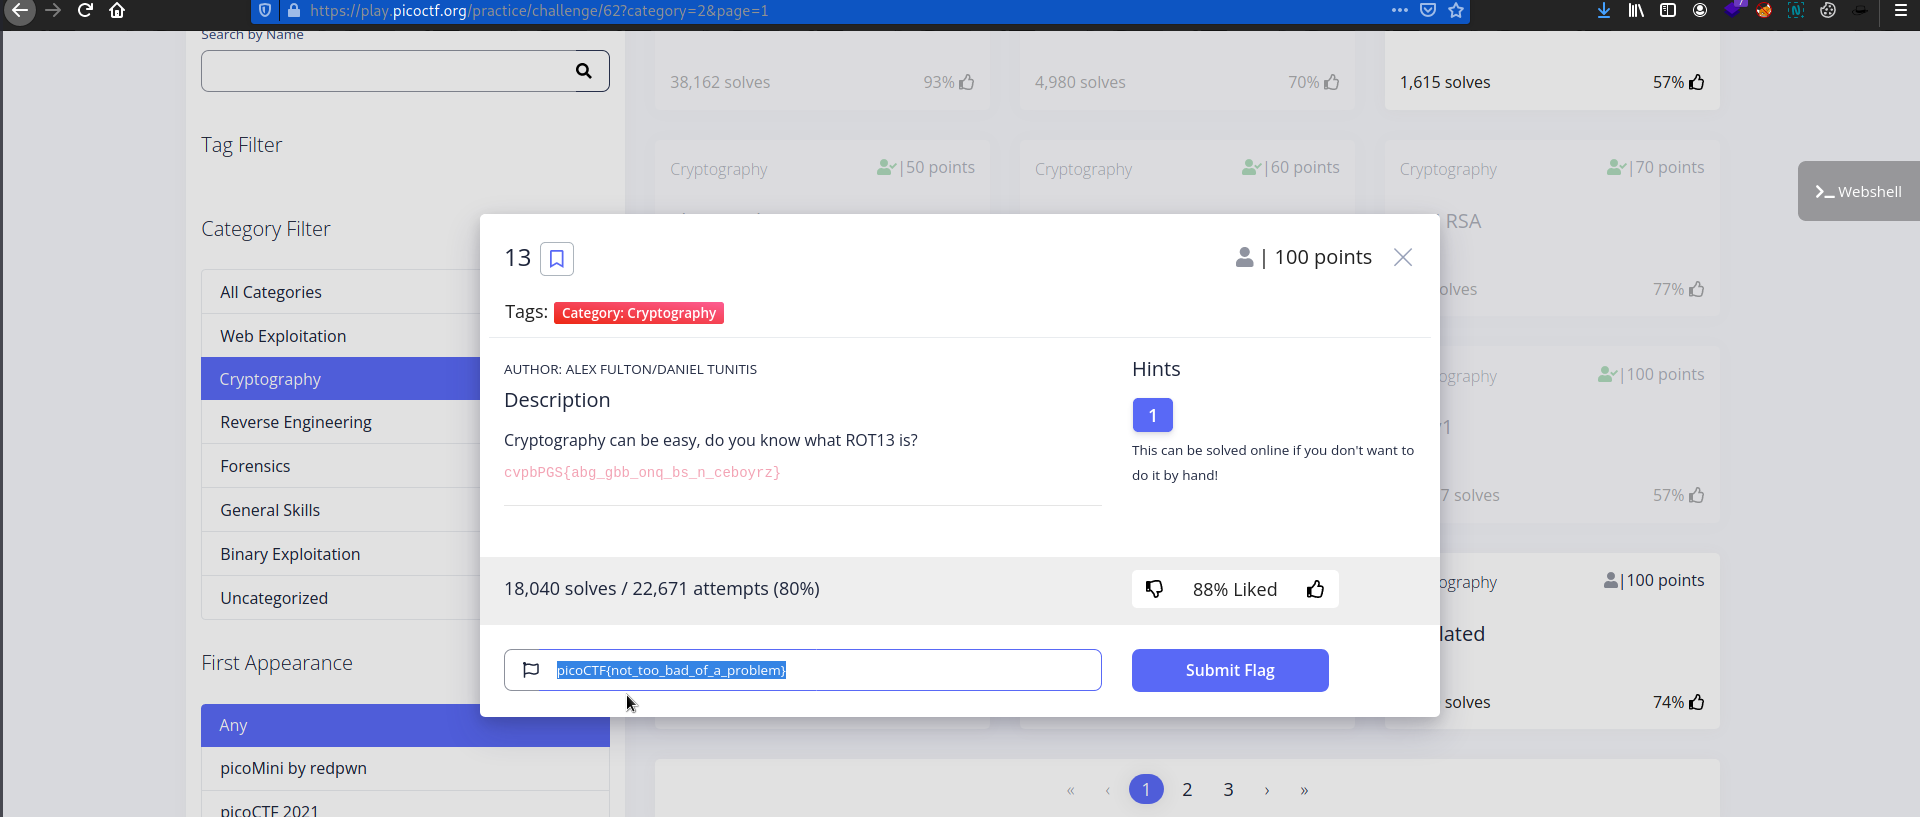 https://play.picoctf.org/practice/challenge/62?category=2&page=1
Search by Name
38,162 solves 93%
4,980 solves 70%
1,615 solves 57%
Tag Filter
Cryptography |50 points
Cryptography |60 points
Cryptography |70 points
Webshell
RSA
Category Filter
13 | 100 points
All Categories
olves 77%
Tags: Category: Cryptography
Web Exploitation
AUTHOR: ALEX FULTON/DANIEL TUNITIS
Hints
Cryptography
ography |100 points
Description
1
Reverse Engineering
Cryptography can be easy, do you know what ROT13 is?
This can be solved online if you don't want to
do it by hand!
cvpbPGS{abg_gbb_onq_bs_n_ceboyrz}
Forensics
7 solves 57%
General Skills
Binary Exploitation
18,040 solves / 22,671 attempts (80%)
88% Liked
ography |100 points
Uncategorized
lated
First Appearance
picoCTF{not_too_bad_of_a_problem}
Submit Flag
solves 74%
Any
picoMini by redpwn
« ‹ 1 2 3 › »
picoCTF 2021